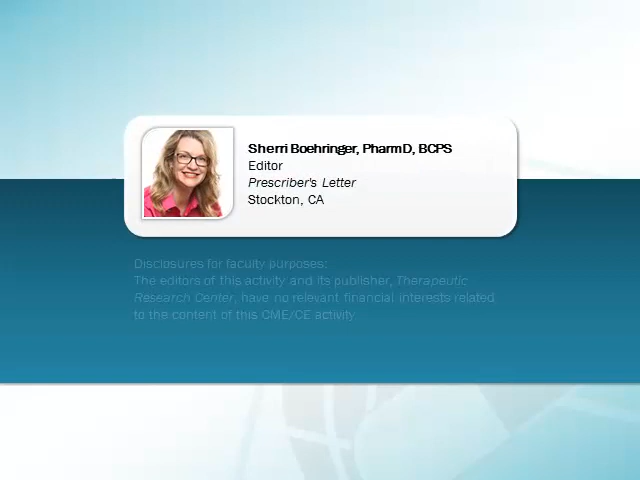 Sherri Boehringer, PharmD, BCPS
Editor
Prescriber's Letter
Stockton, CA
Disclosures for faculty purposes:
The editors of this activity and its publisher, Therapeutic
Research Center, have no relevant financial interests related
to the content of this CME/CE activity.